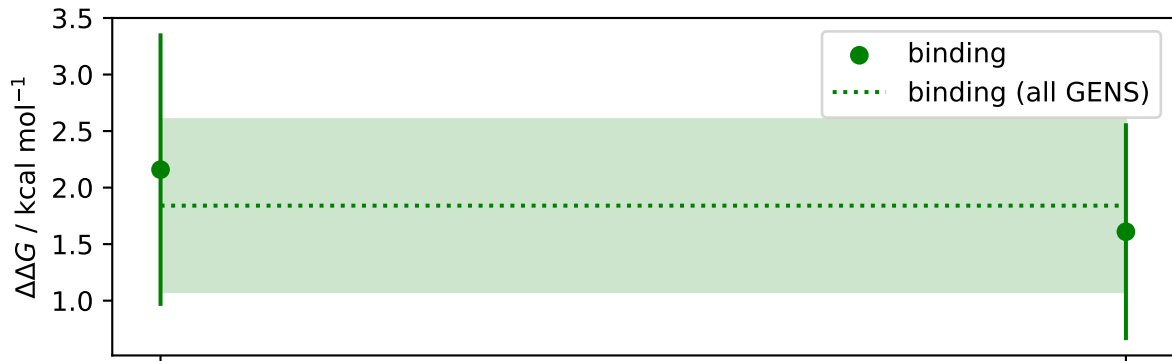 3.5
3.0
2.5
2.0
1.5
1.0
ΔΔG / kcal mol⁻¹
binding
binding (all GENS)